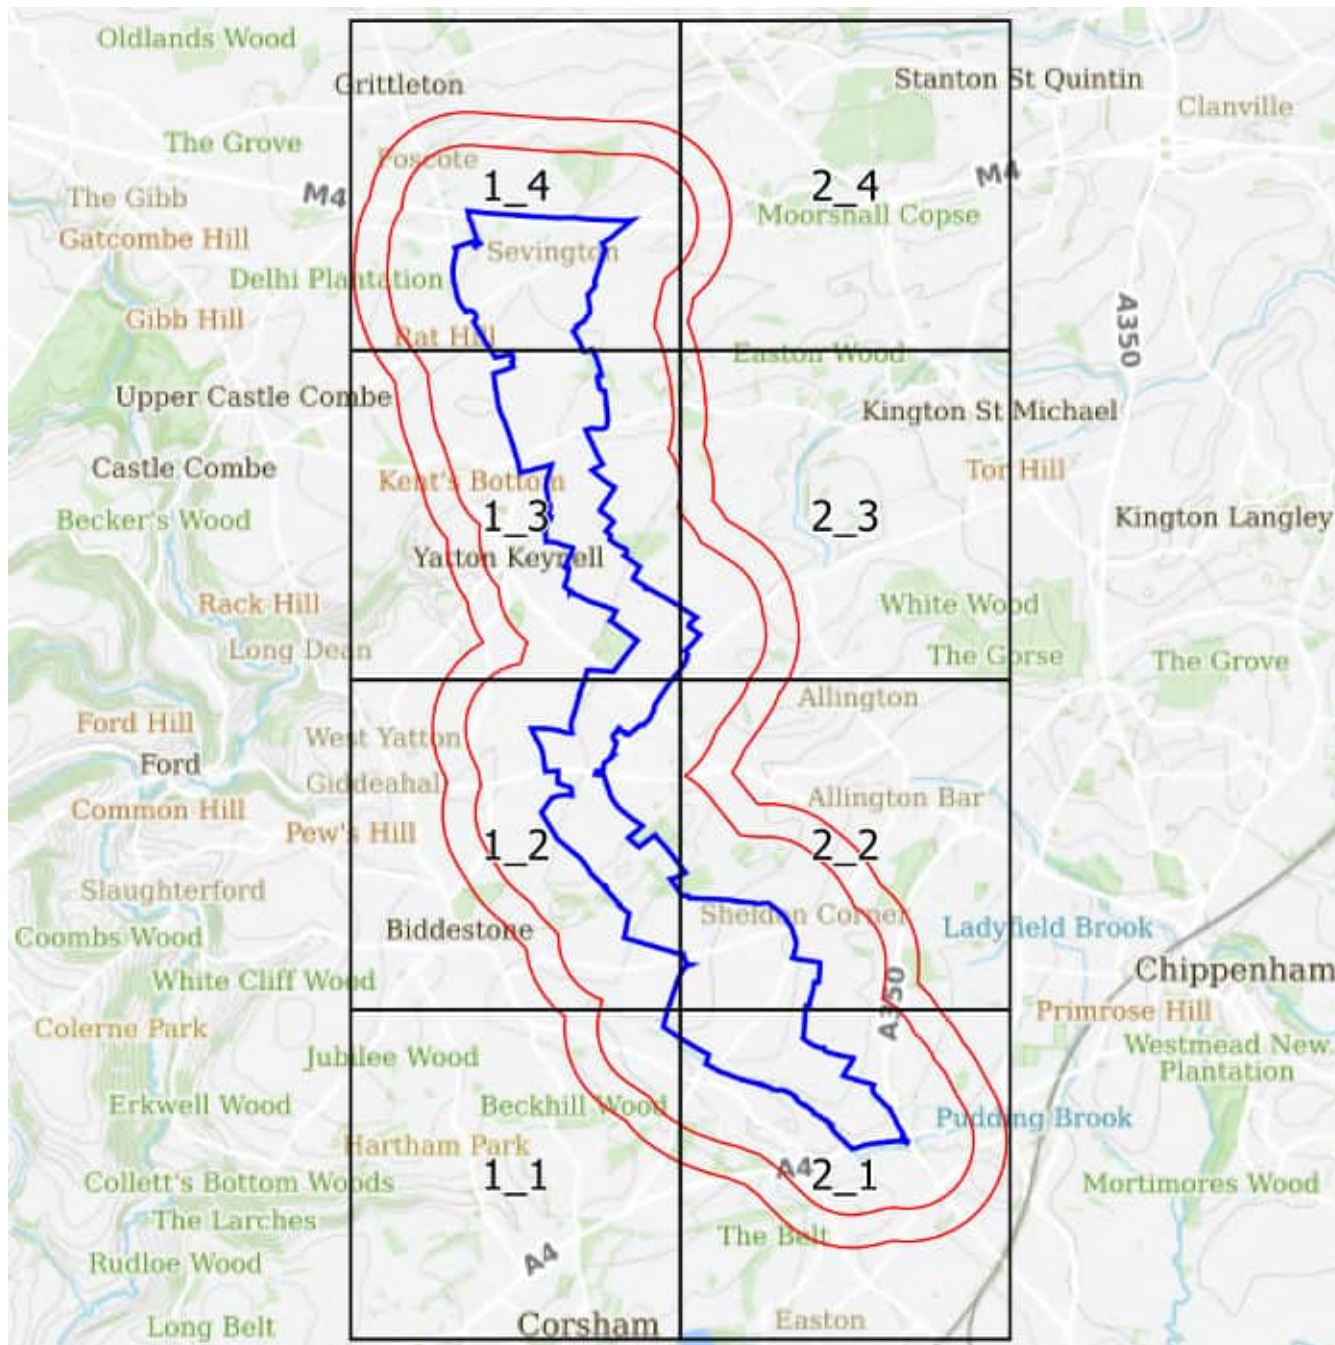 Oldlands Wood
Grittleton
Stanton St Quintin
Clanville
The Grove
Foscote
M4
1_4
2_4
M4
The Gibb
Moorshall Copse
Gatcombe Hill
Sevington
Delhi Plantation
Gibb Hill
Rat Hill
A350
Easton Wood
Upper Castle Combe
Kington St Michael
Castle Combe
Kent's Bottom
Tor Hill
Becker's Wood
1_3
2_3
Kington Langley
Yatton Keynell
Rack Hill
White Wood
Long Dean
The Gorse
The Grove
Allington
Ford Hill
West Yatton
Ford
Giddeahall
Allington Bar
Common Hill
Pew's Hill
1_2
2_2
Slaughterford
Sheldon Corner
Biddestone
Ladyfield Brook
Coombs Wood
Chippenham
White Cliff Wood
A350
Primrose Hill
Colerne Park
Jubilee Wood
Westmead New
Plantation
Erkwell Wood
Beckhill Wood
Pudding Brook
Hartham Park
A4
1_1
2_1
Collett's Bottom Woods
Mortimores Wood
The Larches
The Belt
Rudloe Wood
A4
Long Belt
Corsham
Easton